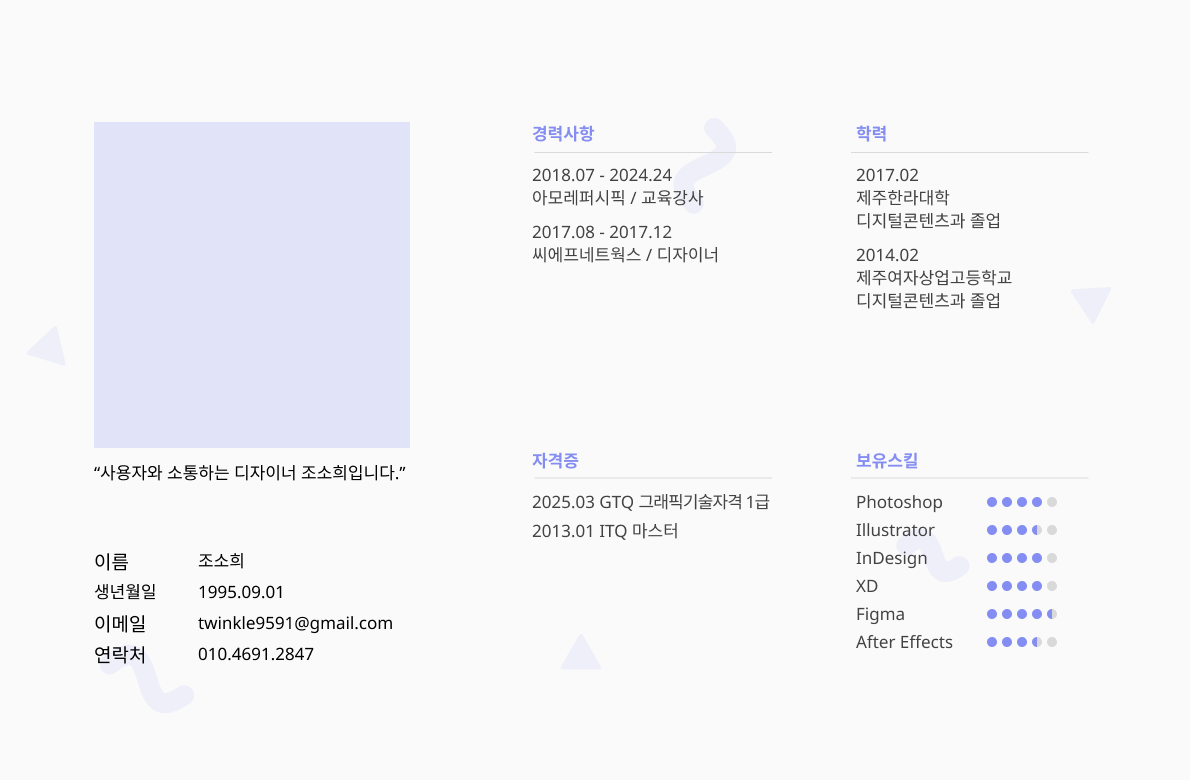 “사용자와 소통하는 디자이너 조소희입니다.”
이름 조소희
생년월일 1995.09.01
이메일 twinkle9591@gmail.com
연락처 010.4691.2847
경력사항
2018.07 - 2024.24
아모레퍼시픽 / 교육강사
2017.08 - 2017.12
씨에프네트웍스 / 디자이너
학력
2017.02
제주한라대학
디지털콘텐츠과 졸업
2014.02
제주여자상업고등학교
디지털콘텐츠과 졸업
자격증
2025.03 GTQ 그래픽기술자격 1급
2013.01 ITQ 마스터
보유스킬
Photoshop
Illustrator
InDesign
XD
Figma
After Effects